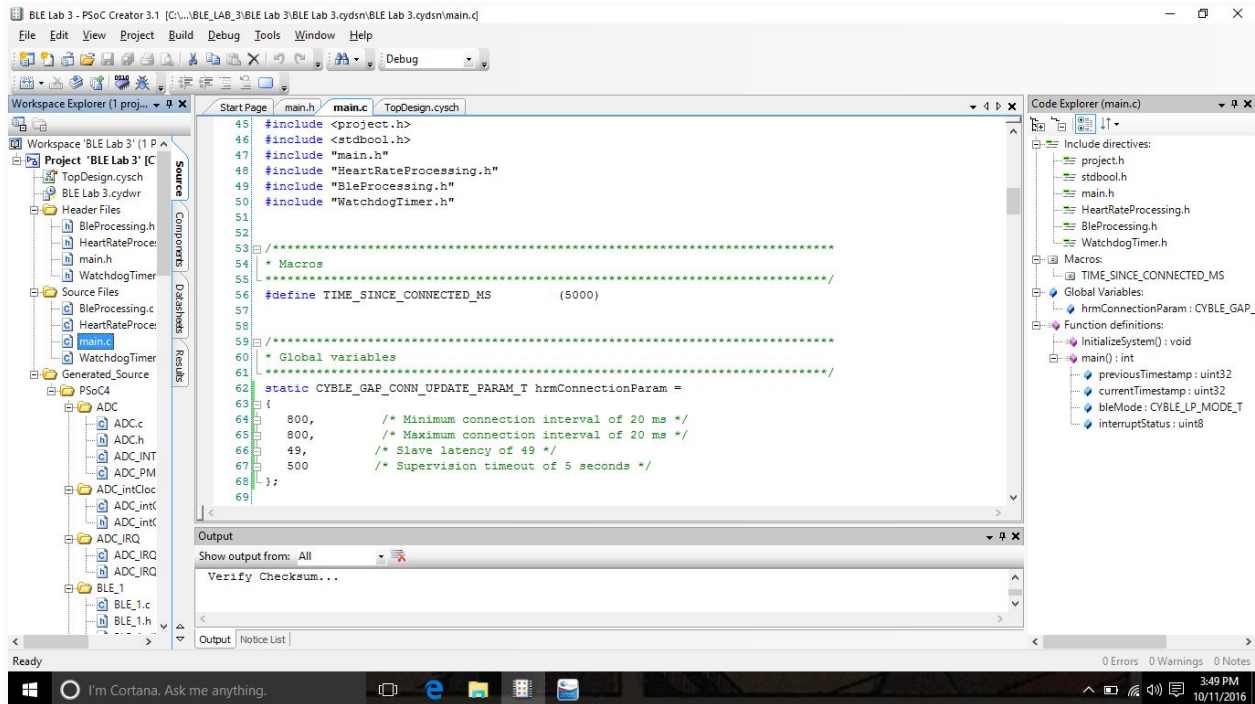 BLE Lab 3 - PSoC Creator 3.1 [C:\...\BLE_LAB_3\BLE Lab 3\BLE Lab 3.cydsn\BLE Lab 3.cydsn\main.c]
File Edit View Project Build Debug Tools Window Help
Debug
Workspace Explorer (1 proj...
Workspace 'BLE Lab 3' (1 P
Project 'BLE Lab 3' [C
TopDesign.cysch
BLE Lab 3.cydwr
Header Files
BleProcessing.h
HeartRateProce
main.h
WatchdogTimer
Source Files
BleProcessing.c
HeartRateProce
main.c
WatchdogTimer
Generated_Source
PSoC4
ADC
ADC.c
ADC.h
ADC_INT
ADC_PM
ADC_intCloc
ADC_int
ADC_int
ADC_IRQ
ADC_IRQ
ADC_IRQ
BLE_1
BLE_1.c
BLE_1.h
Source
Components
Datasheets
Results
Start Page main.h main.c TopDesign.cysch
45 #include <project.h>
46 #include <stdbool.h>
47 #include "main.h"
48 #include "HeartRateProcessing.h"
49 #include "BleProcessing.h"
50 #include "WatchdogTimer.h"
51
52
53 /*****************************************************************************
54 * Macros
55 *****************************************************************************/
56 #define TIME_SINCE_CONNECTED_MS (5000)
57
58
59 /*****************************************************************************
60 * Global variables
61 *****************************************************************************/
62 static CYBLE_GAP_CONN_UPDATE_PARAM_T hrmConnectionParam =
63 {
64 800, /* Minimum connection interval of 20 ms */
65 800, /* Maximum connection interval of 20 ms */
66 49, /* Slave latency of 49 */
67 500 /* Supervision timeout of 5 seconds */
68 };
69
Output
Show output from: All
Verify Checksum...
Output Notice List
Code Explorer (main.c)
Include directives:
project.h
stdbool.h
main.h
HeartRateProcessing.h
BleProcessing.h
WatchdogTimer.h
Macros:
TIME_SINCE_CONNECTED_MS
Global Variables:
hrmConnectionParam : CYBLE_GAP_
Function definitions:
InitializeSystem() : void
main() : int
previousTimestamp : uint32
currentTimestamp : uint32
bleMode : CYBLE_LP_MODE_T
interruptStatus : uint8
Ready
0 Errors 0 Warnings 0 Notes
I'm Cortana. Ask me anything.
3:49 PM
10/11/2016